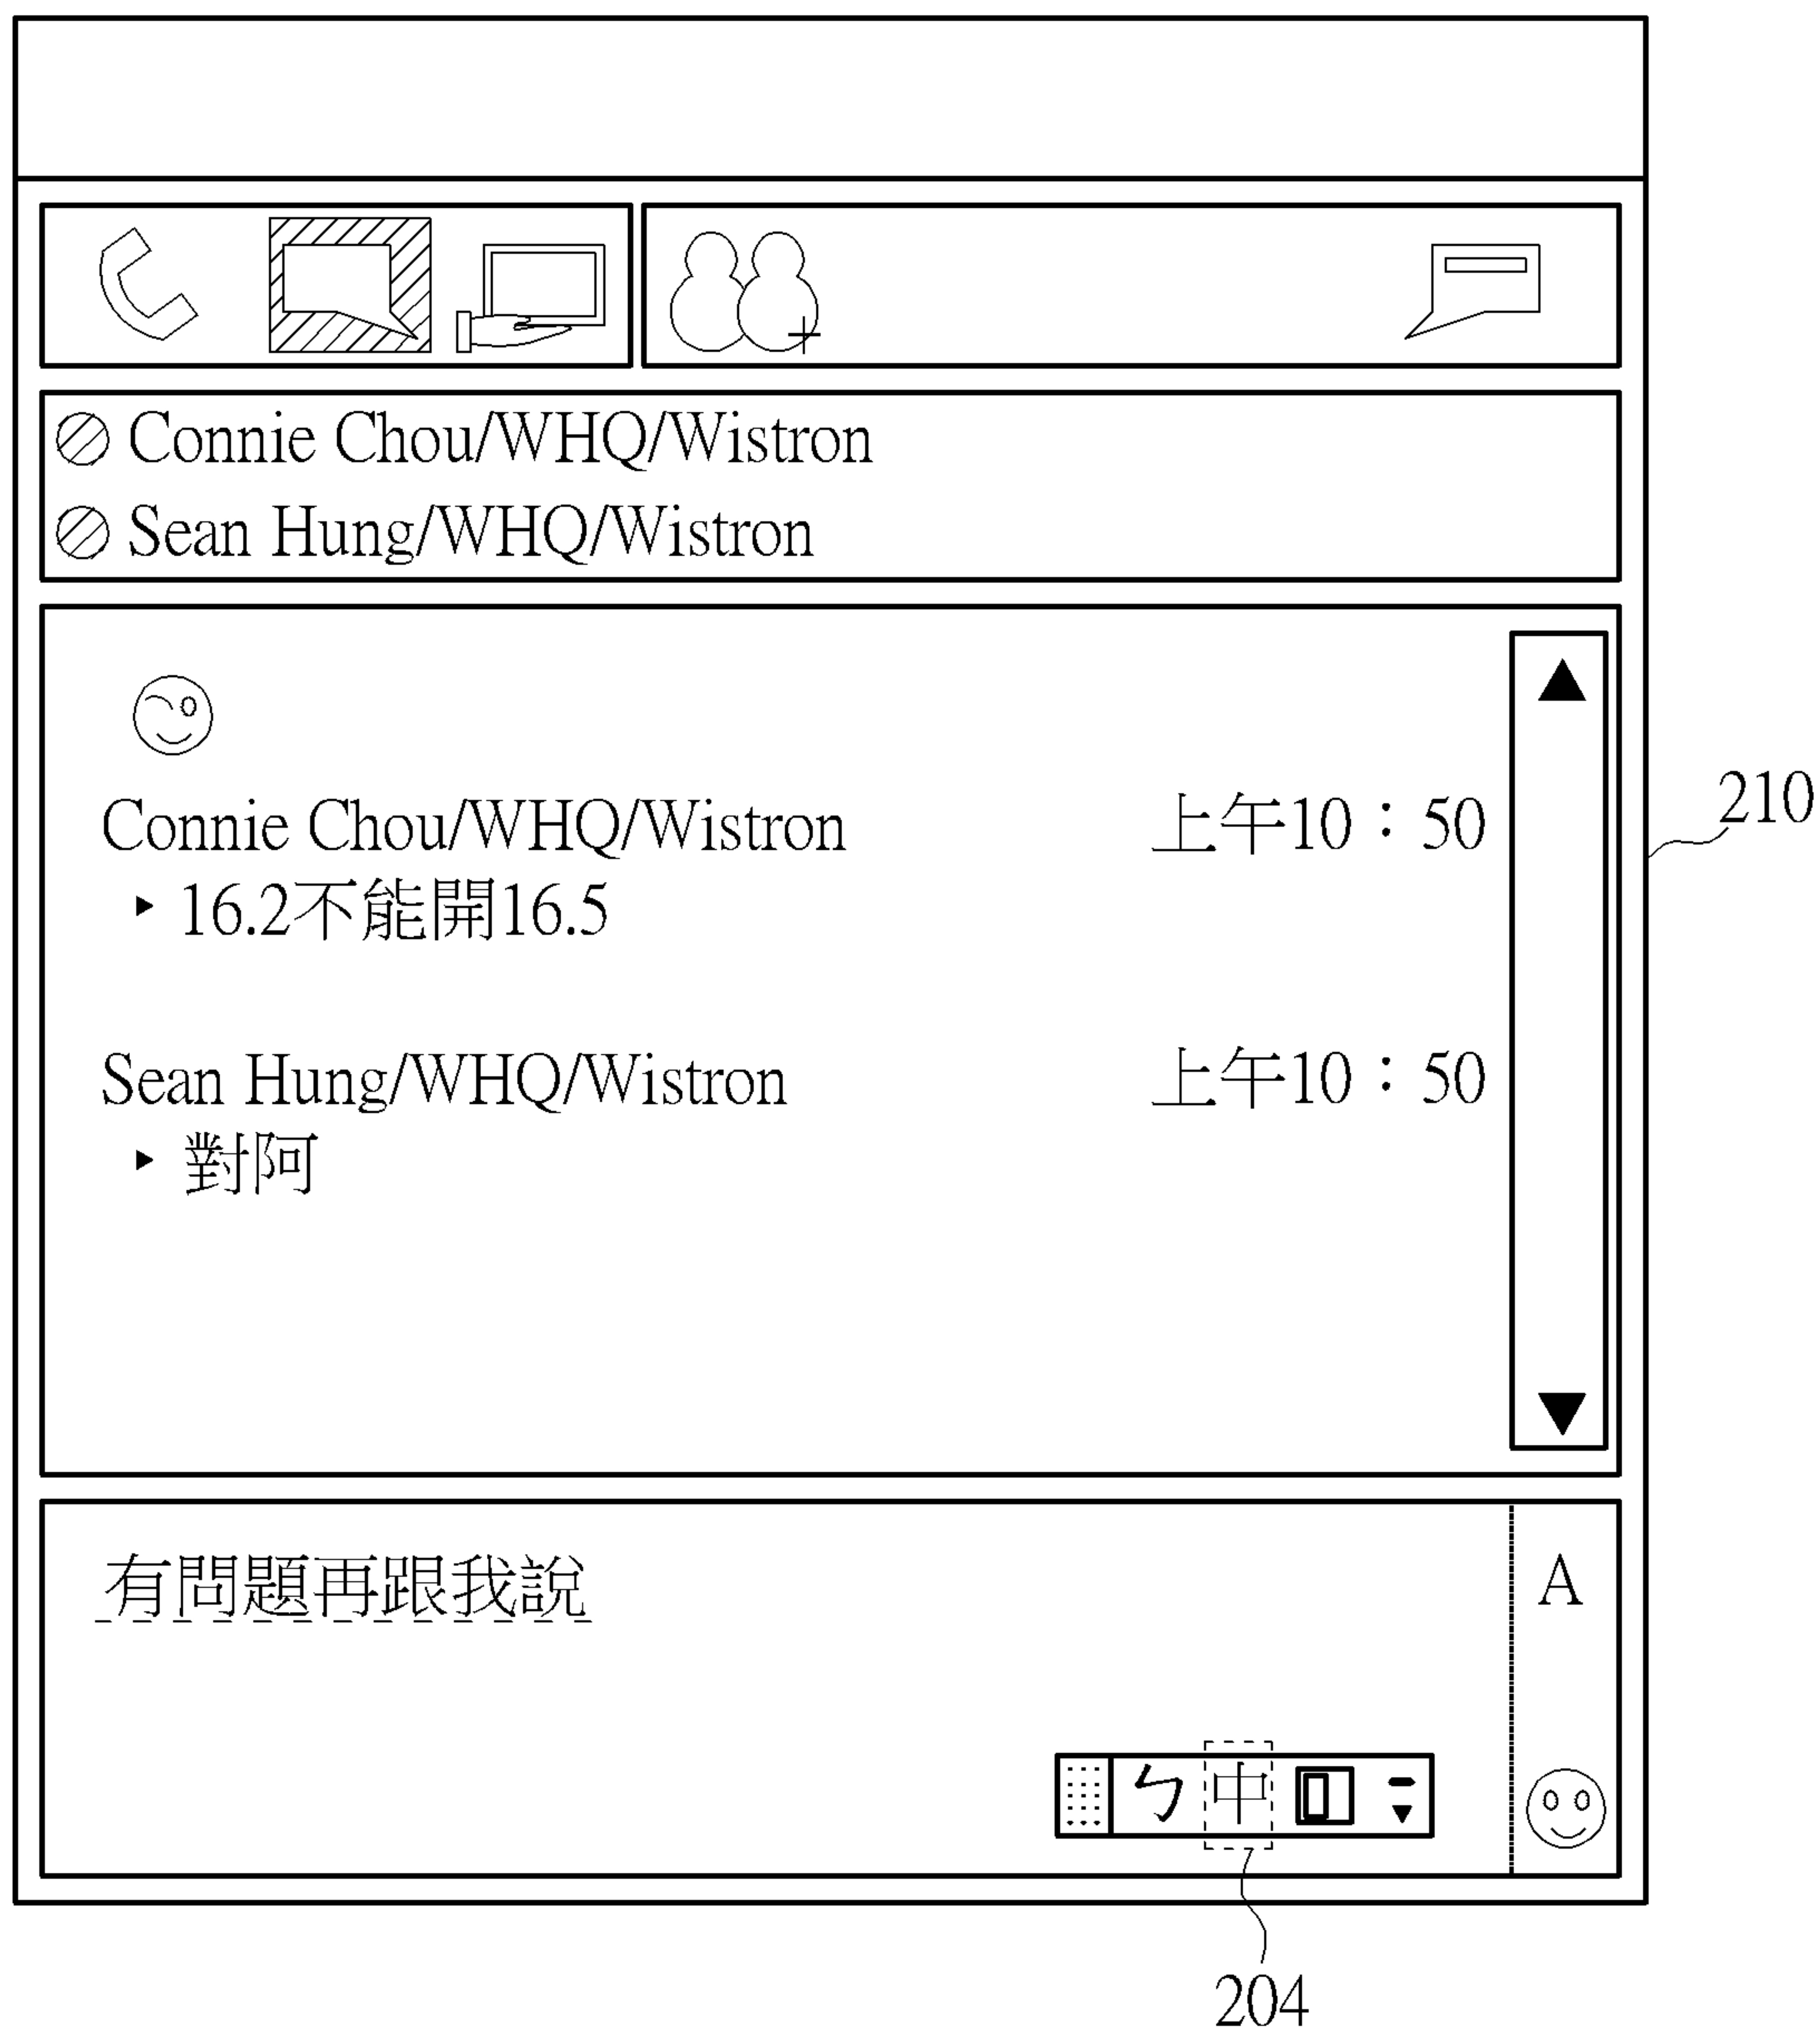 Connie Chou/WHQ/Wistron
Sean Hung/WHQ/Wistron
Connie Chou/WHQ/Wistron 上午10：50
▸ 16.2不能開16.5
210
Sean Hung/WHQ/Wistron 上午10：50
▸ 對阿
有問題再跟我說
A
ㄅ 中
204